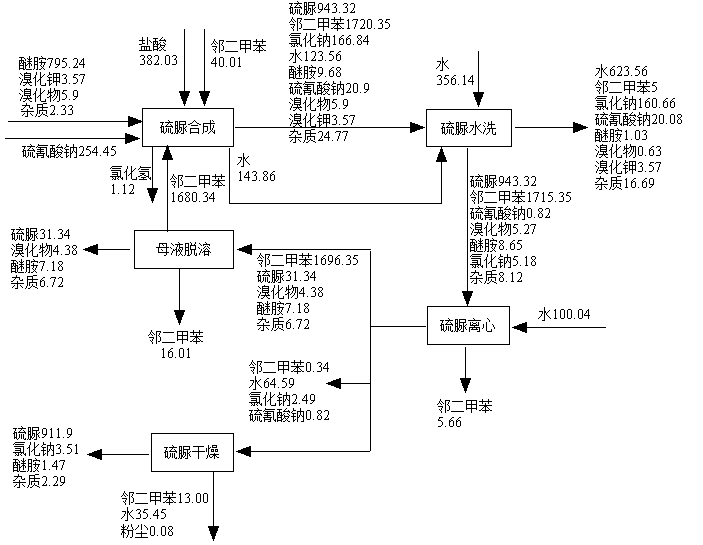 硫脲943.32
邻二甲苯1720.35
氯化钠166.84
水123.56
醚胺9.68
硫氰酸钠20.9
溴化物5.9
溴化钾3.57
杂质24.77
盐酸
382.03
邻二甲苯
40.01
醚胺795.24
溴化钾3.57
溴化物5.9
杂质2.33
水
356.14
水623.56
邻二甲苯5
氯化钠160.66
硫氰酸钠20.08
醚胺1.03
溴化物0.63
溴化钾3.57
杂质16.69
硫脲合成
硫脲水洗
硫氰酸钠254.45
氯化氢
1.12
邻二甲苯
1680.34
水
143.86
硫脲943.32
邻二甲苯1715.35
硫氰酸钠0.82
溴化物5.27
醚胺8.65
氯化钠5.18
杂质8.12
硫脲31.34
溴化物4.38
醚胺7.18
杂质6.72
母液脱溶
邻二甲苯1696.35
硫脲31.34
溴化物4.38
醚胺7.18
杂质6.72
邻二甲苯
16.01
硫脲离心
水100.04
邻二甲苯0.34
水64.59
氯化钠2.49
硫氰酸钠0.82
邻二甲苯
5.66
硫脲911.9
氯化钠3.51
醚胺1.47
杂质2.29
硫脲干燥
邻二甲苯13.00
水35.45
粉尘0.08